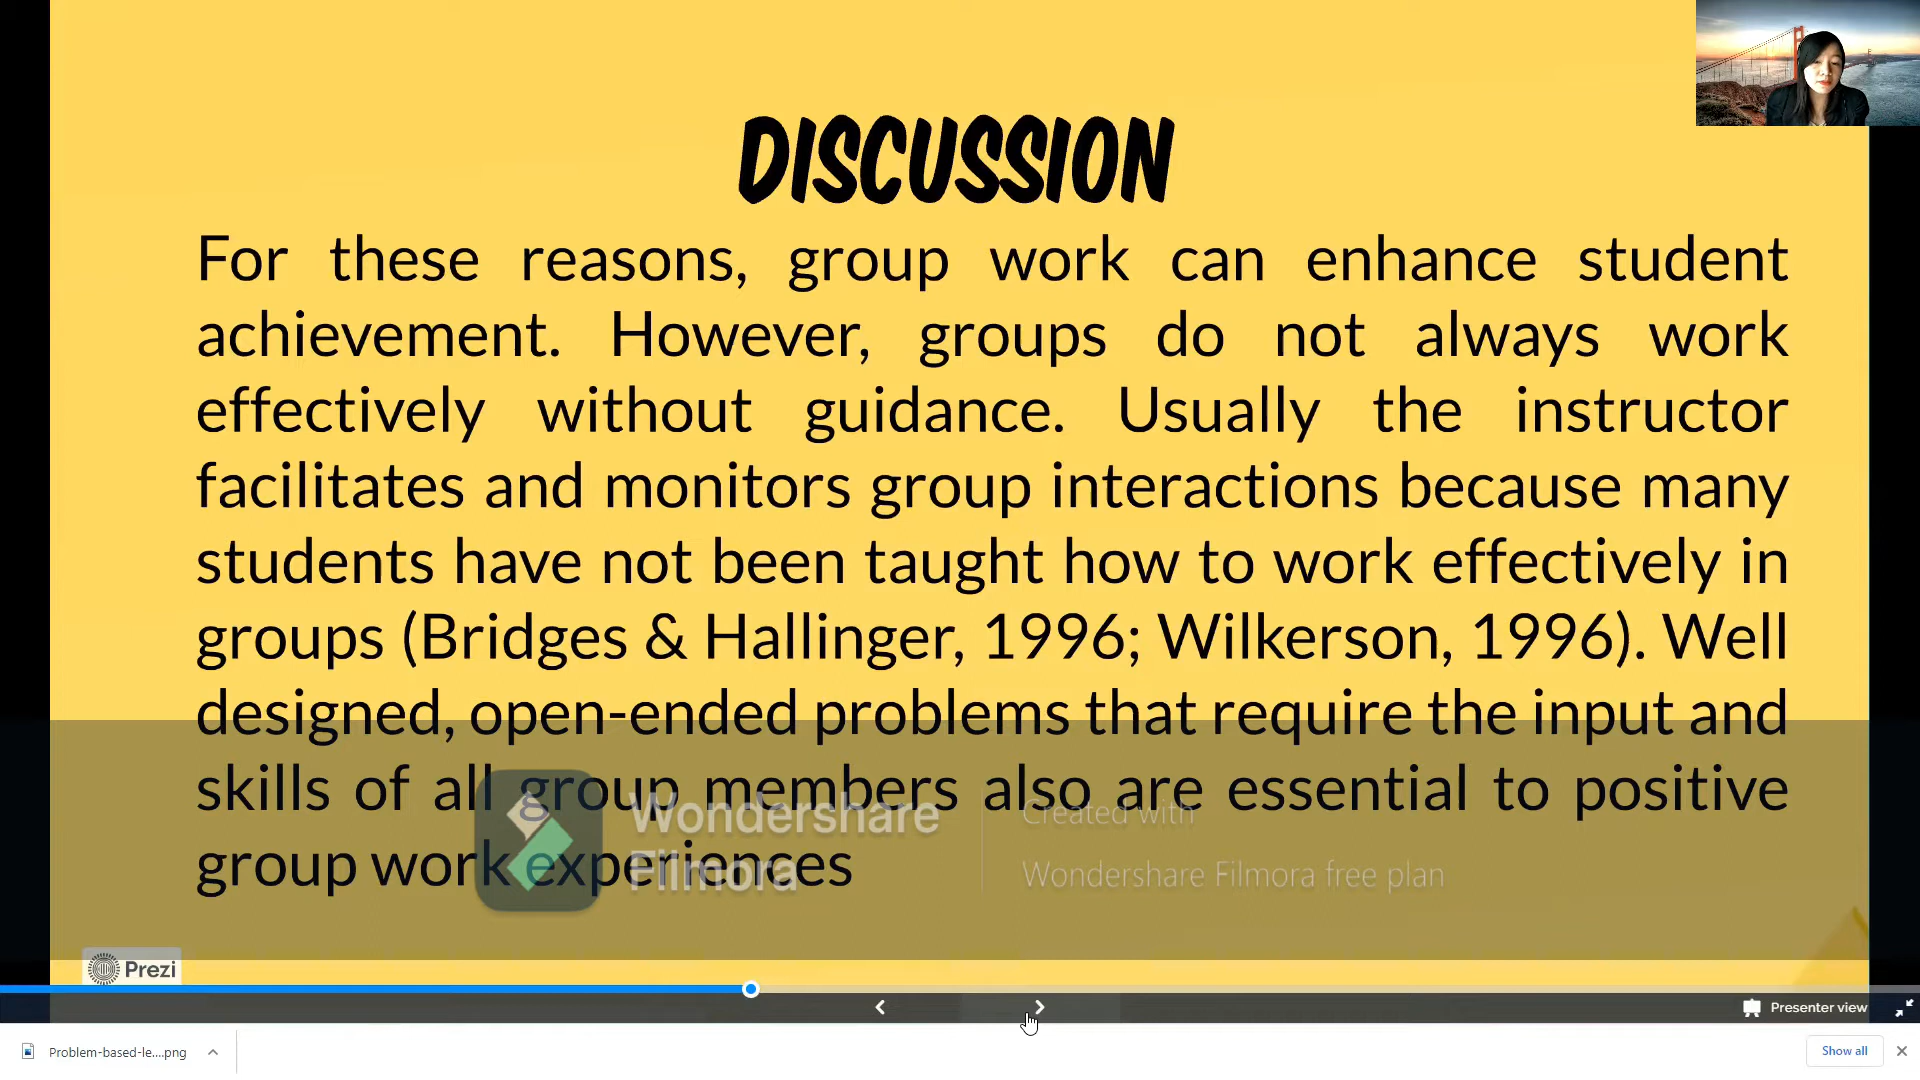 DISCUSSION
For these reasons, group work can enhance student
achievement. However, groups do not always work
effectively without guidance. Usually the instructor
facilitates and monitors group interactions because many
students have not been taught how to work effectively in
groups (Bridges & Hallinger, 1996; Wilkerson, 1996). Well
designed, open-ended problems that require the input and
skills of all group members also are essential to positive
group work experiences
Wondershare
Filmora
Created with
Wondershare Filmora free plan
Prezi
Presenter view
Problem-based-le....png
Show all